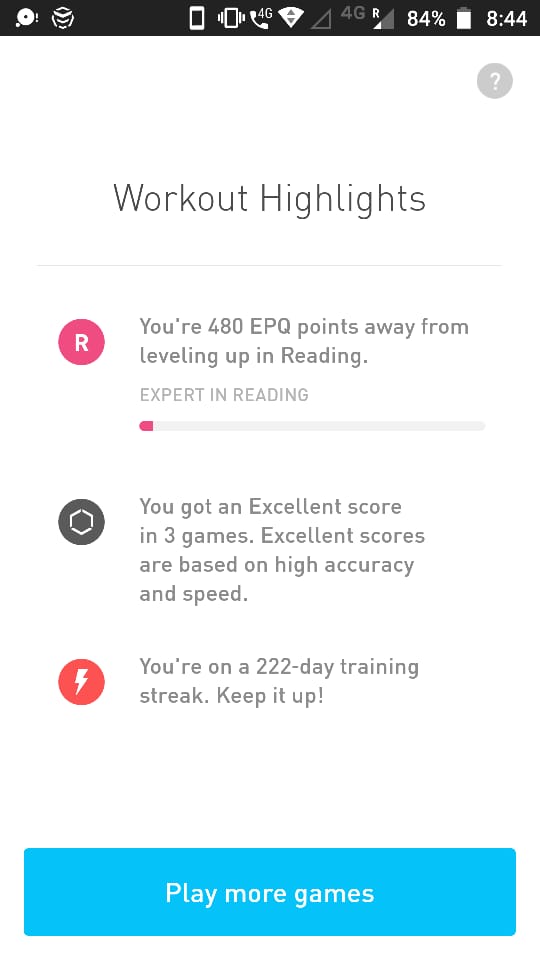 4G 4G R 84% 8:44
?
Workout Highlights
R
You're 480 EPQ points away from
leveling up in Reading.
EXPERT IN READING
You got an Excellent score
in 3 games. Excellent scores
are based on high accuracy
and speed.
You're on a 222-day training
streak. Keep it up!
Play more games